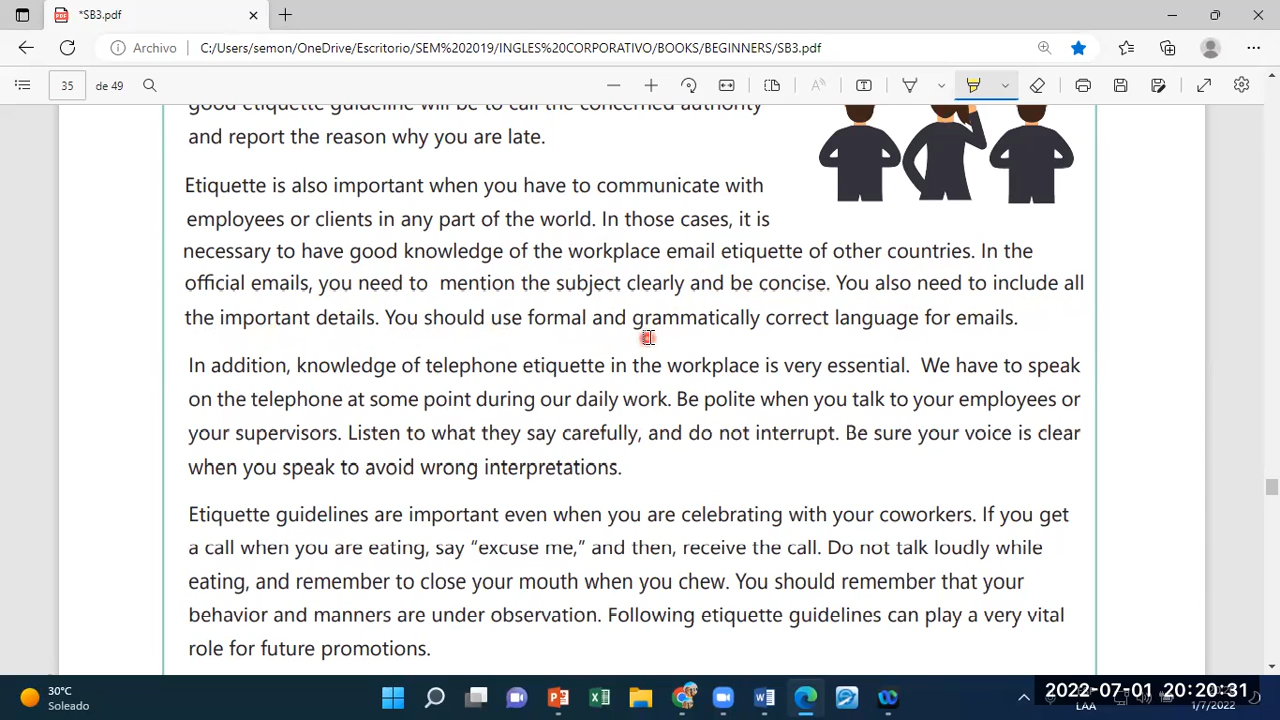 *SB3.pdf
Archivo
C:/Users/semon/OneDrive/Escritorio/SEM%202019/INGLES%20CORPORATIVO/BOOKS/BEGINNERS/SB3.pdf
35 de 49
good etiquette guideline will be to call the concerned authority
and report the reason why you are late.
Etiquette is also important when you have to communicate with
employees or clients in any part of the world. In those cases, it is
necessary to have good knowledge of the workplace email etiquette of other countries. In the
official emails, you need to mention the subject clearly and be concise. You also need to include all
the important details. You should use formal and grammatically correct language for emails.
In addition, knowledge of telephone etiquette in the workplace is very essential. We have to speak
on the telephone at some point during our daily work. Be polite when you talk to your employees or
your supervisors. Listen to what they say carefully, and do not interrupt. Be sure your voice is clear
when you speak to avoid wrong interpretations.
Etiquette guidelines are important even when you are celebrating with your coworkers. If you get
a call when you are eating, say “excuse me,” and then, receive the call. Do not talk loudly while
eating, and remember to close your mouth when you chew. You should remember that your
behavior and manners are under observation. Following etiquette guidelines can play a very vital
role for future promotions.
30°C
Soleado
2022-07-01 20:20:31
LAA
1/7/2022